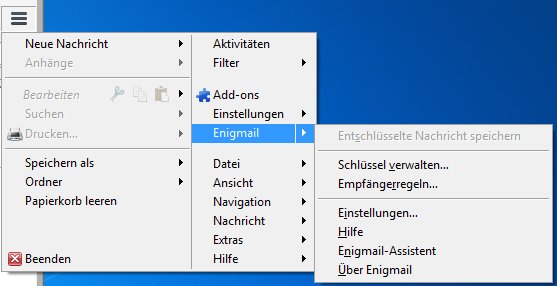 Neue Nachricht
Anhänge
Bearbeiten
Suchen
Drucken...
Speichern als
Ordner
Papierkorb leeren
Beenden
Aktivitäten
Filter
Add-ons
Einstellungen
Enigmail
Datei
Ansicht
Navigation
Nachricht
Extras
Hilfe
Entschlüsselte Nachricht speichern
Schlüssel verwalten...
Empfängerregeln...
Einstellungen...
Hilfe
Enigmail-Assistent
Über Enigmail